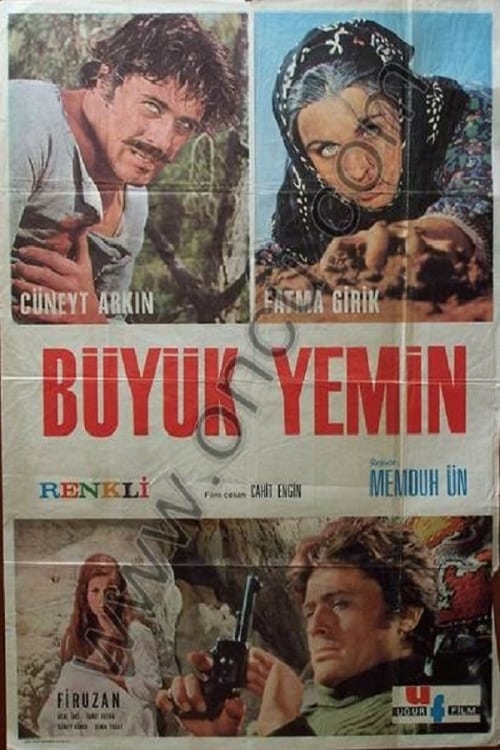 CÜNEYT ARKIN
FATMA GİRİK
BÜYÜK YEMİN
RENKLİ
Filmi çeken CAHİT ENGİN
Rejisör:
MEMDUH ÜN
FİRUZAN
UĞUR
uf
FİLM